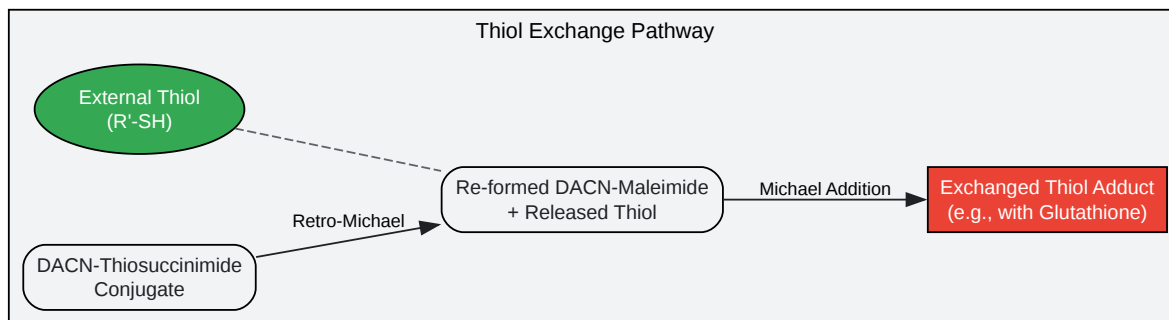 Thiol Exchange Pathway
External Thiol
(R'-SH)
Re-formed DACN-Maleimide
+ Released Thiol
Michael Addition
Exchanged Thiol Adduct
(e.g., with Glutathione)
Retro-Michael
DACN-Thiosuccinimide
Conjugate